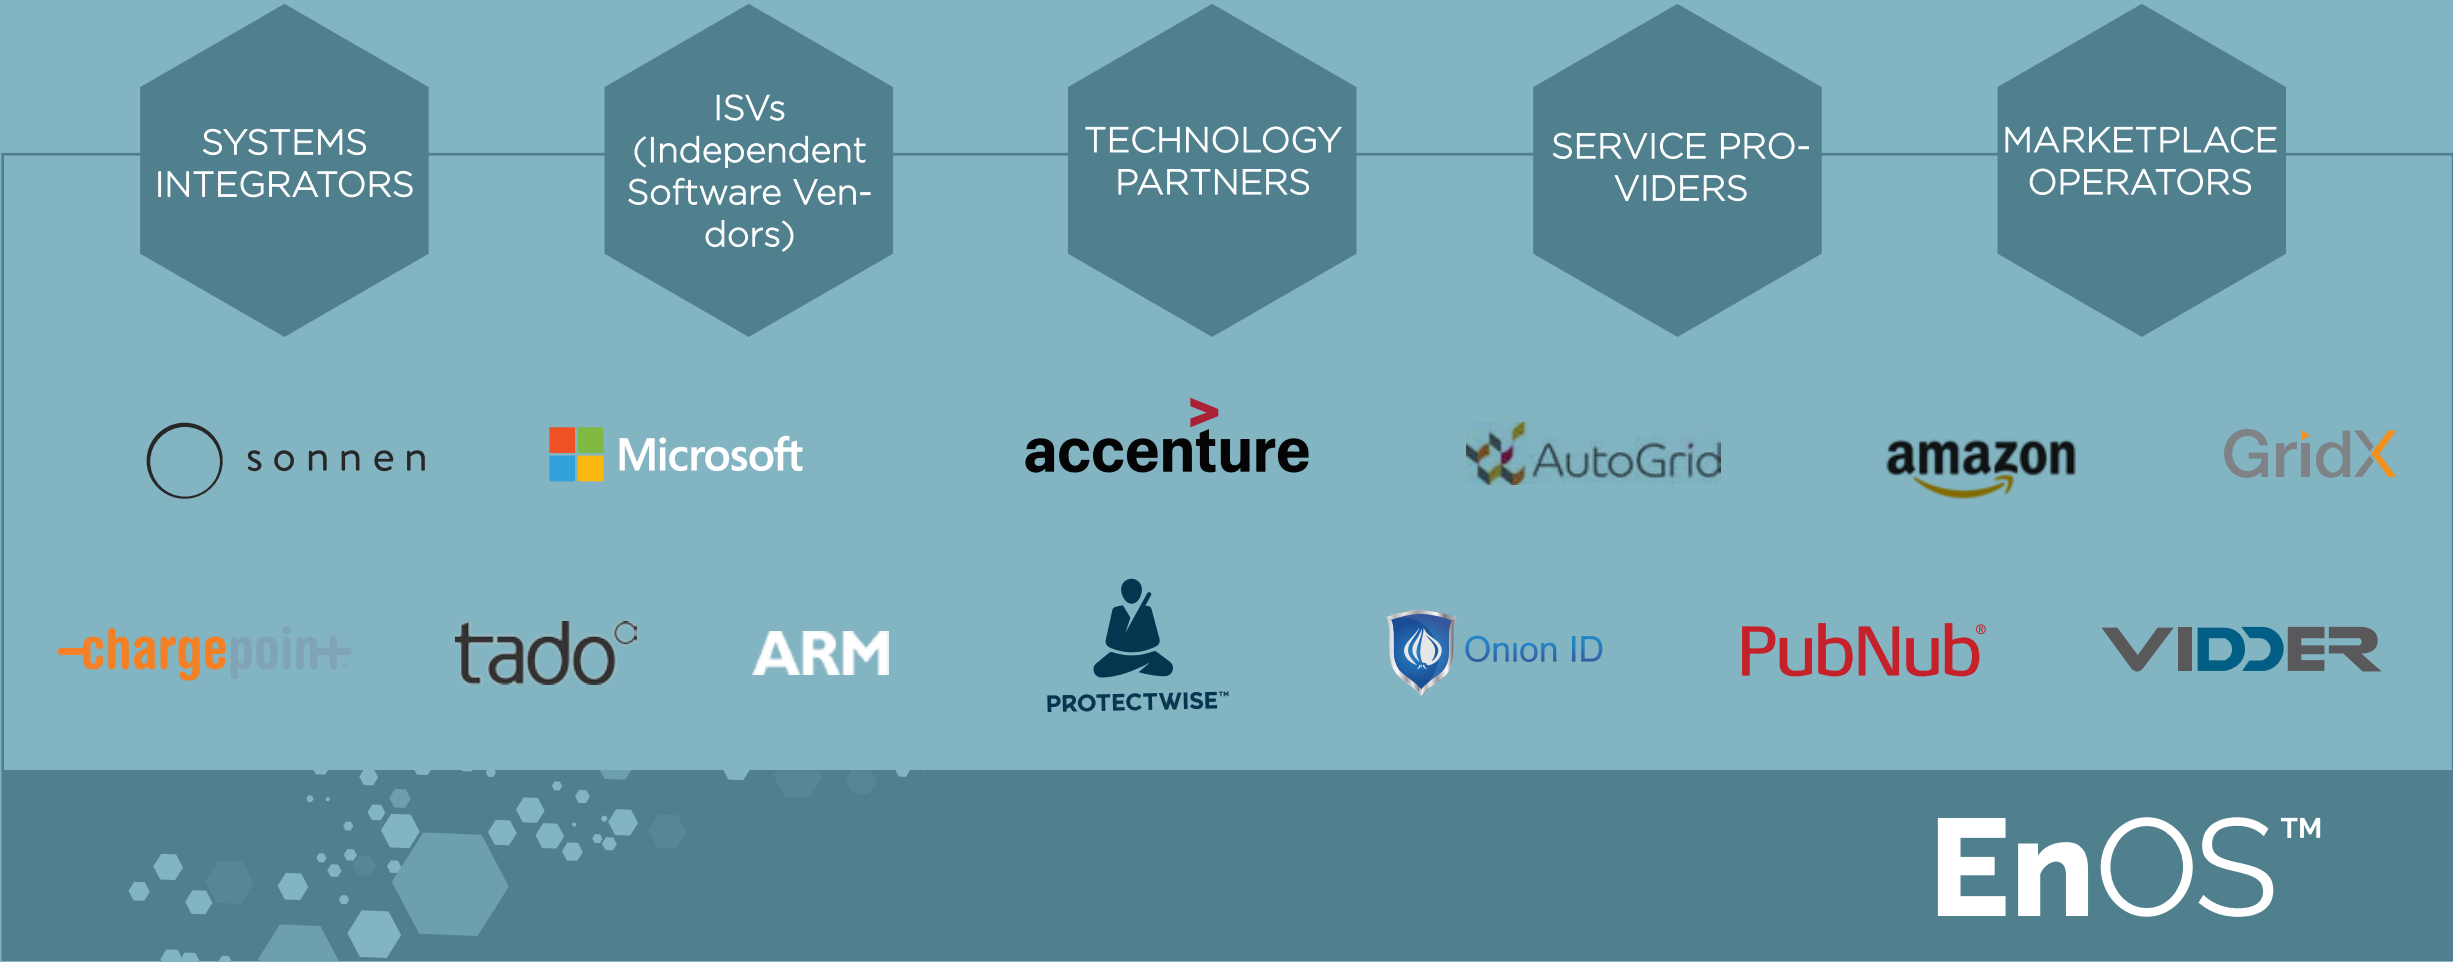 SYSTEMS
INTEGRATORS
ISVs
(Independent
Software Ven-
dors)
TECHNOLOGY
PARTNERS
SERVICE PRO-
VIDERS
MARKETPLACE
OPERATORS
sonnen
Microsoft
accenture
AutoGrid
amazon
GridX
chargepoint
tado
ARM
PROTECTWISE™
Onion ID
PubNub®
VIDDER
EnOS™